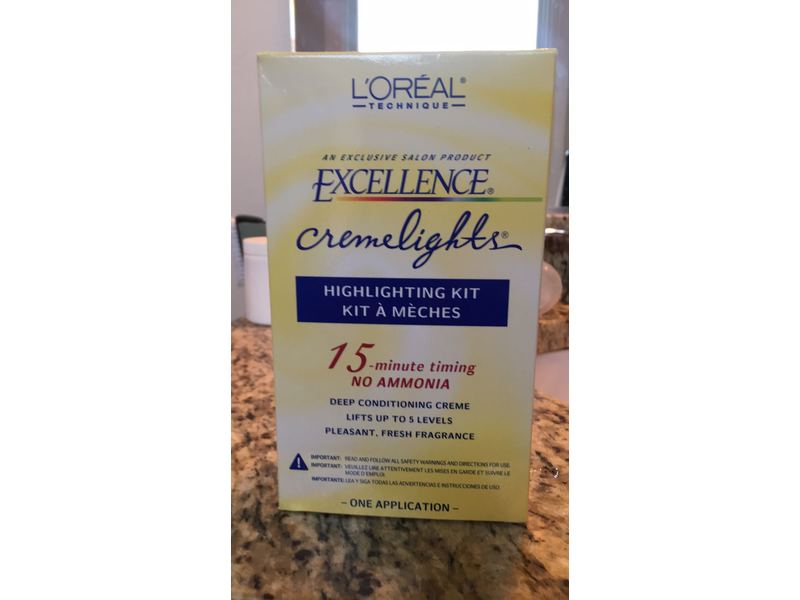 L'ORÉAL®
TECHNIQUE
AN EXCLUSIVE SALON PRODUCT
EXCELLENCE®
cremelights®
HIGHLIGHTING KIT
KIT À MÈCHES
15-minute timing
NO AMMONIA
DEEP CONDITIONING CREME
LIFTS UP TO 5 LEVELS
PLEASANT, FRESH FRAGRANCE
IMPORTANT: READ AND FOLLOW ALL SAFETY WARNINGS AND DIRECTIONS FOR USE.
IMPORTANT: VEUILLEZ LIRE ATTENTIVEMENT LES MISES EN GARDE ET SUIVRE LE
MODE D'EMPLOI.
IMPORTANTE: LEA Y SIGA TODAS LAS ADVERTENCIAS E INSTRUCCIONES DE USO.
– ONE APPLICATION –